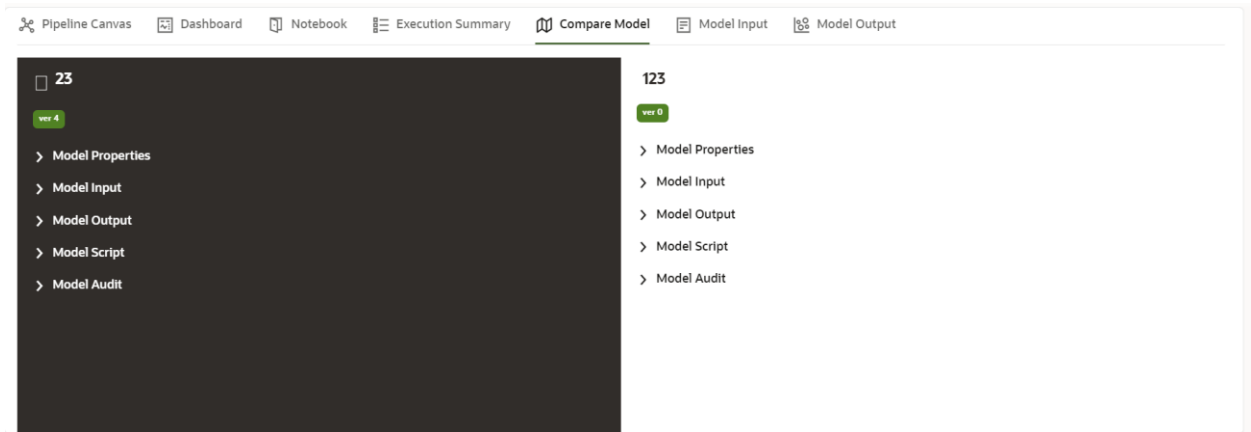 Pipeline Canvas Dashboard Notebook Execution Summary Compare Model Model Input Model Output
23
ver 4
Model Properties
Model Input
Model Output
Model Script
Model Audit
123
ver 0
Model Properties
Model Input
Model Output
Model Script
Model Audit